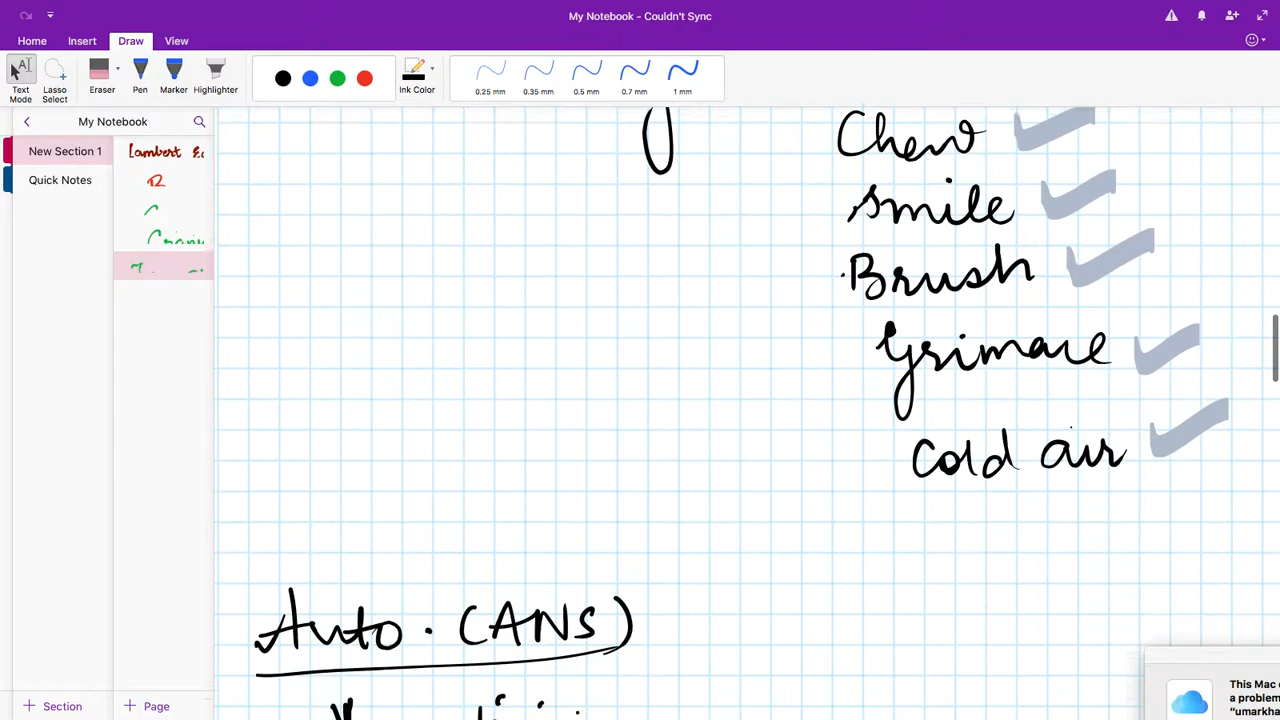 My Notebook - Couldn't Sync
Home Insert Draw View
Text Mode
Lasso Select
Eraser
Pen
Marker
Highlighter
Ink Color
0.25 mm 0.35 mm 0.5 mm 0.7 mm 1 mm
My Notebook
New Section 1
Quick Notes
Lambert
Chew
Smile
Brush
Grimace
Cold air
Auto. (ANS)
+ Section + Page
This Mac
a problem
"umarkha